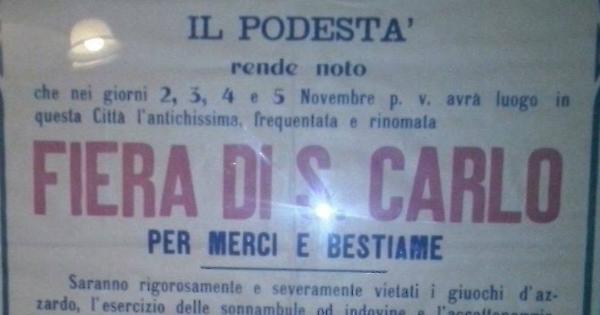 IL PODESTA'
rende noto
che nei giorni 2, 3, 4 e 5 Novembre p. v. avrà luogo in
questa Città l'antichissima, frequentata e rinomata
FIERA DI S. CARLO
PER MERCI E BESTIAME
Saranno rigorosamente e severamente vietati i giuochi d'az-
zardo, l'esercizio delle sonnambule od indovine e l'accattonaggio